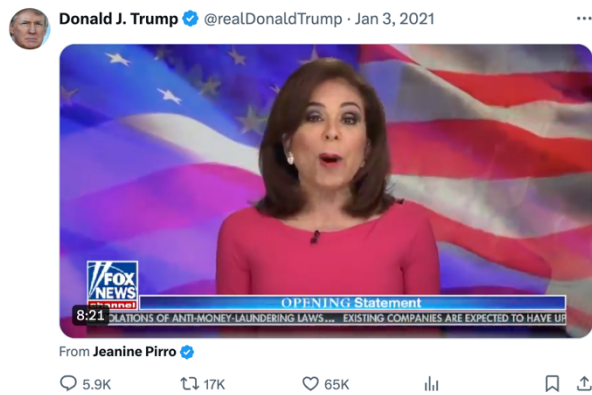 Donald J. Trump @realDonaldTrump · Jan 3, 2021
FOX
NEWS
channel
OPENING Statement
8:21
OLATIONS OF ANTI-MONEY-LAUNDERING LAWS... EXISTING COMPANIES ARE EXPECTED TO HAVE UP
From Jeanine Pirro
5.9K 17K 65K